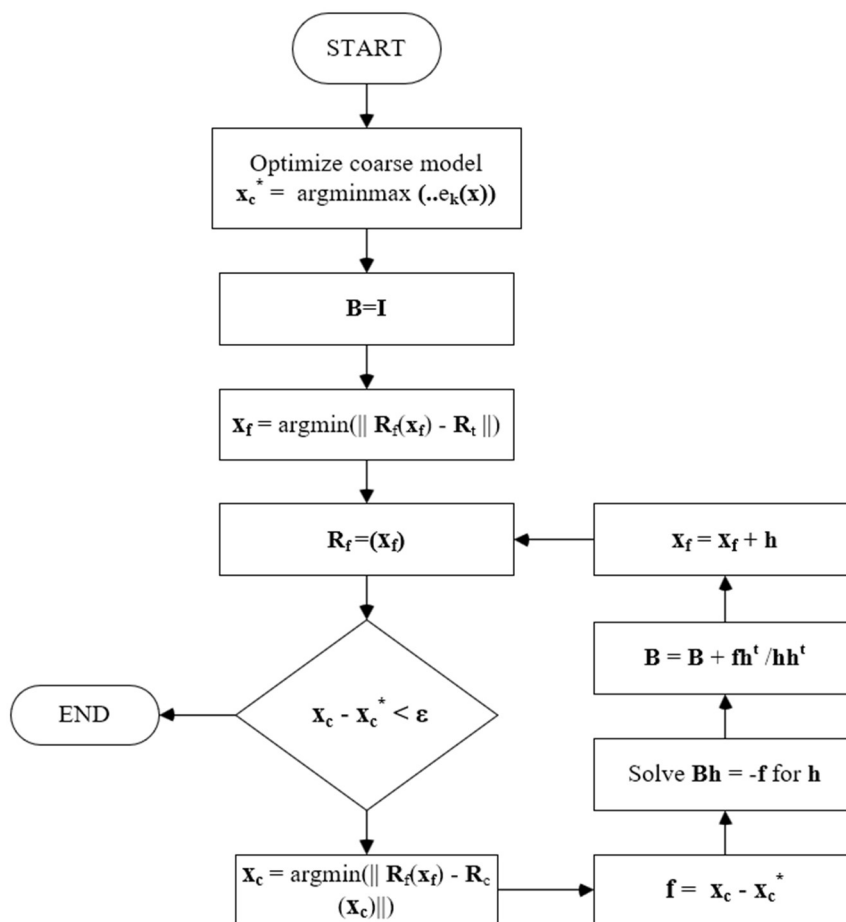 START
Optimize coarse model
x_c^* = argminmax (..e_k(x))
B=I
x_f = argmin(|| R_f(x_f) - R_t ||)
R_f=(x_f)
x_f = x_f + h
B = B + fh^t /hh^t
END
x_c - x_c^* < ε
Solve Bh = -f for h
x_c = argmin(|| R_f(x_f) - R_c
(x_c)||)
f = x_c - x_c^*